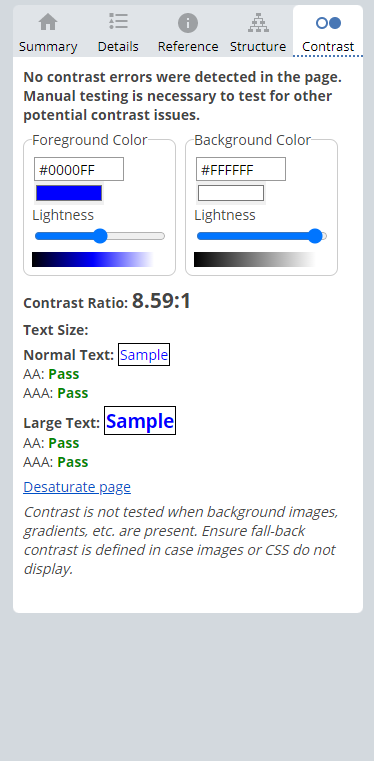 Summary Details Reference Structure Contrast
No contrast errors were detected in the page.
Manual testing is necessary to test for other
potential contrast issues.
Foreground Color Background Color
#0000FF #FFFFFF
Lightness Lightness
Contrast Ratio: 8.59:1
Text Size:
Normal Text: Sample
AA: Pass
AAA: Pass
Large Text: Sample
AA: Pass
AAA: Pass
Desaturate page
Contrast is not tested when background images,
gradients, etc. are present. Ensure fall-back
contrast is defined in case images or CSS do not
display.